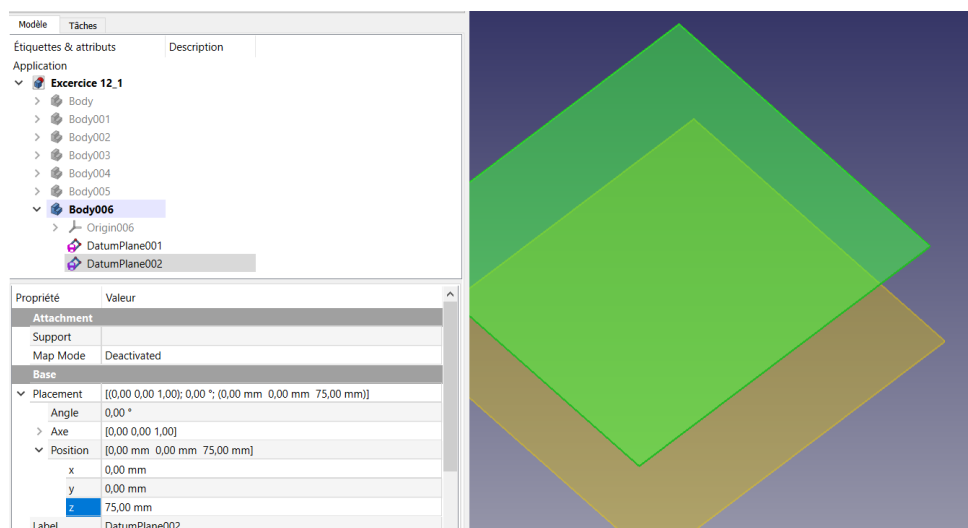 Modèle Tâches
Étiquettes & attributs Description
Application
Excercice 12_1
Body
Body001
Body002
Body003
Body004
Body005
Body006
Origin006
DatumPlane001
DatumPlane002
Propriété Valeur
Attachment
Support
Map Mode Deactivated
Base
Placement [(0,00 0,00 1,00); 0,00 °; (0,00 mm 0,00 mm 75,00 mm)]
Angle 0,00 °
Axe [0,00 0,00 1,00]
Position [0,00 mm 0,00 mm 75,00 mm]
x 0,00 mm
y 0,00 mm
z 75,00 mm
Label DatumPlane002